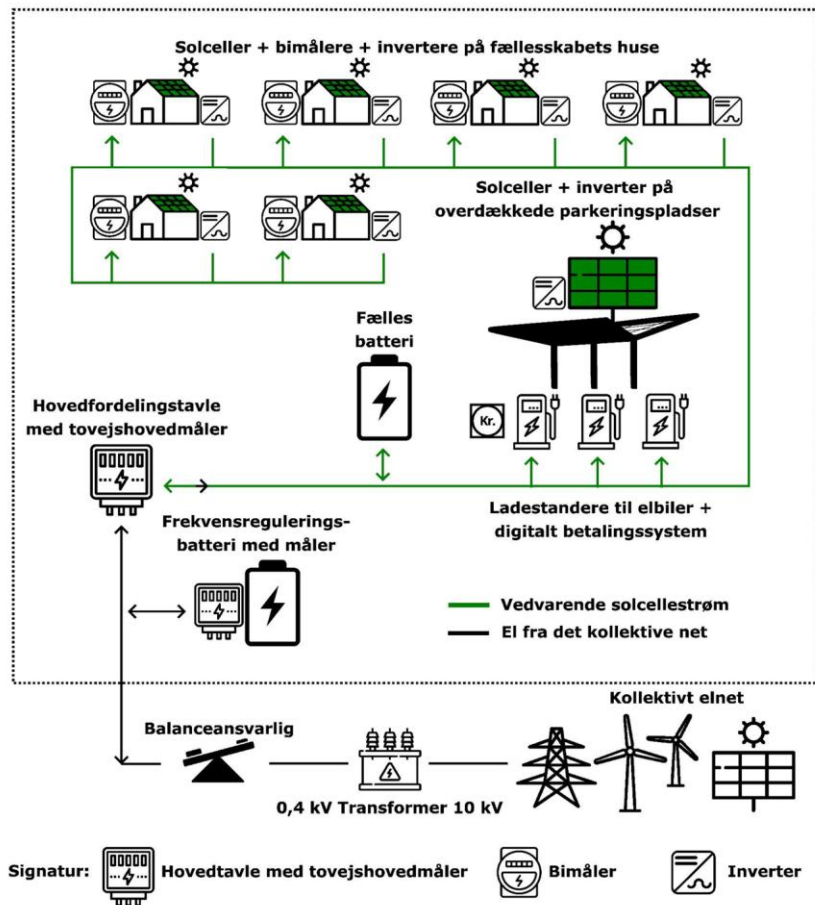 Solceller + bimålere + invertere på fællesskabets huse
Solceller + inverter på
overdækkede parkeringspladser
Fælles
batteri
Hovedfordelingstavle
med tovejshovedmåler
Kr.
Ladestandere til elbiler +
digitalt betalingssystem
Frekvensregulerings-
batteri med måler
Vedvarende solcellestrøm
El fra det kollektive net
Kollektivt elnet
Balanceansvarlig
0,4 kV Transformer 10 kV
Signatur:
Hovedtavle med tovejshovedmåler
Bimåler
Inverter